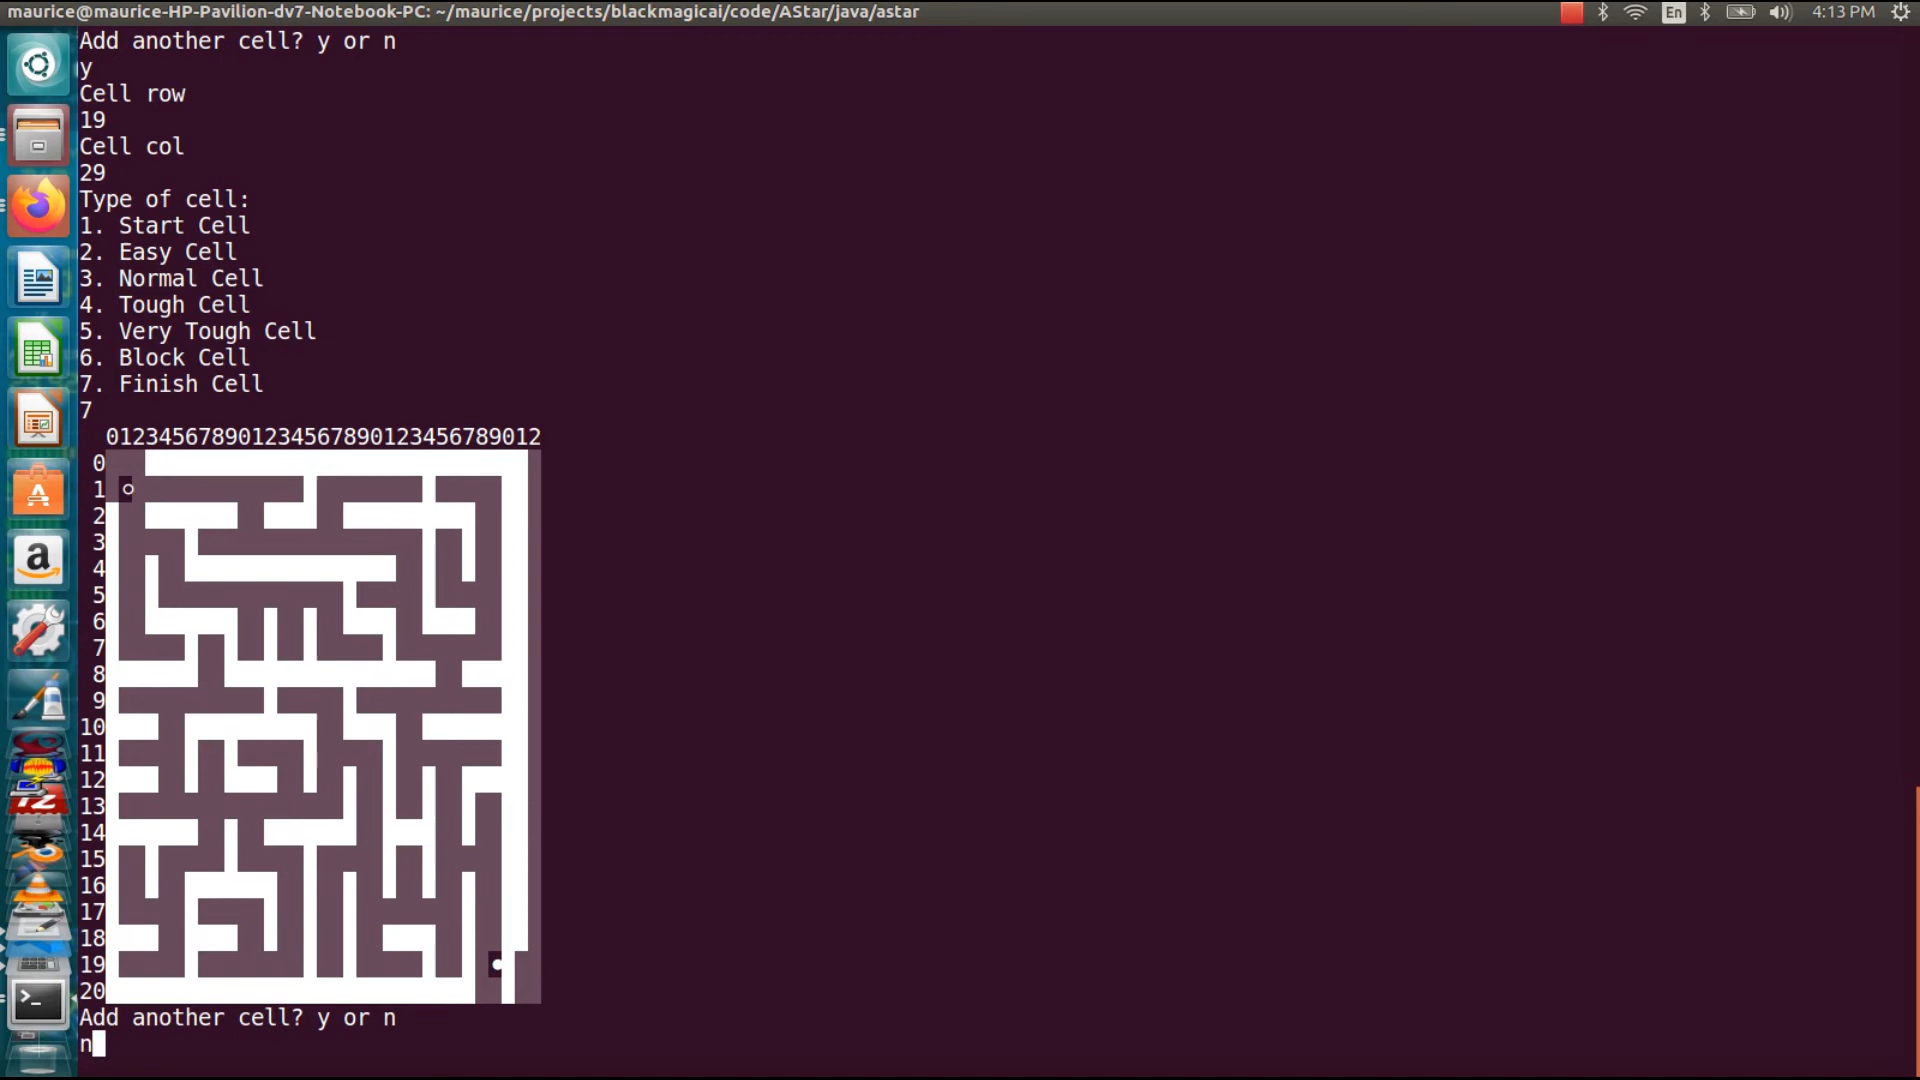 maurice@maurice-HP-Pavilion-dv7-Notebook-PC: ~/maurice/projects/blackmagicai/code/AStar/java/astar
En
4:13 PM
Add another cell? y or n
y
Cell row
19
Cell col
29
Type of cell:
1. Start Cell
2. Easy Cell
3. Normal Cell
4. Tough Cell
5. Very Tough Cell
6. Block Cell
7. Finish Cell
7
012345678901234567890123456789012
0
1
2
3
4
5
6
7
8
9
10
11
12
13
14
15
16
17
18
19
20
Add another cell? y or n
n